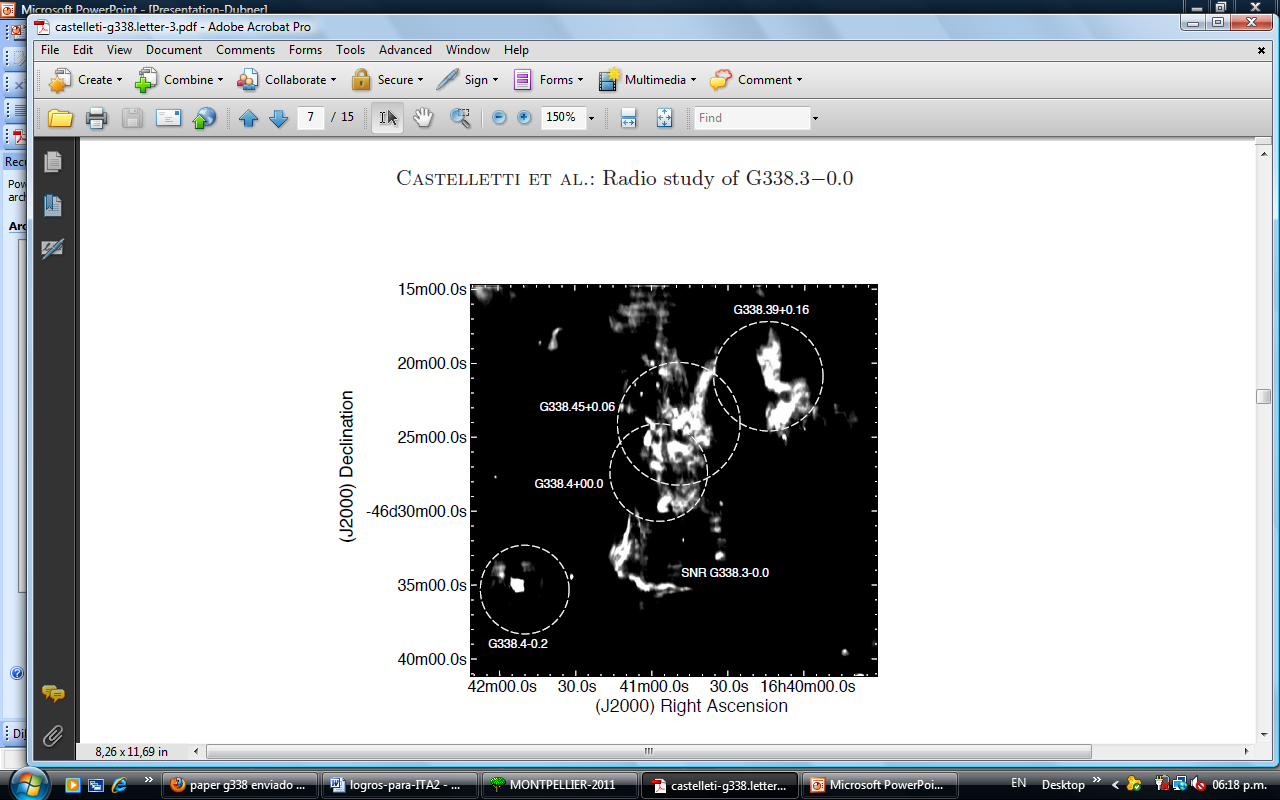 Microsoft PowerPoint - [Presentation-Dubner]
castelleti-g338.letter-3.pdf - Adobe Acrobat Pro
File Edit View Document Comments Forms Tools Advanced Window Help
Create Combine Collaborate Secure Sign Forms Multimedia Comment
7 / 15 150% Find
Recu
Pow
arch
Arc
CASTELLETTI ET AL.: Radio study of G338.3−0.0
15m00.0s
20m00.0s
25m00.0s
-46d30m00.0s
35m00.0s
40m00.0s
(J2000) Declination
G338.39+0.16
G338.45+0.06
G338.4+00.0
SNR G338.3-0.0
G338.4-0.2
42m00.0s 30.0s 41m00.0s 30.0s 16h40m00.0s
(J2000) Right Ascension
8,26 x 11,69 in
paper g338 enviado ... logros-para-ITA2 - ... MONTPELLIER-2011 castelleti-g338.letter... Microsoft PowerPoi... EN Desktop 06:18 p.m.